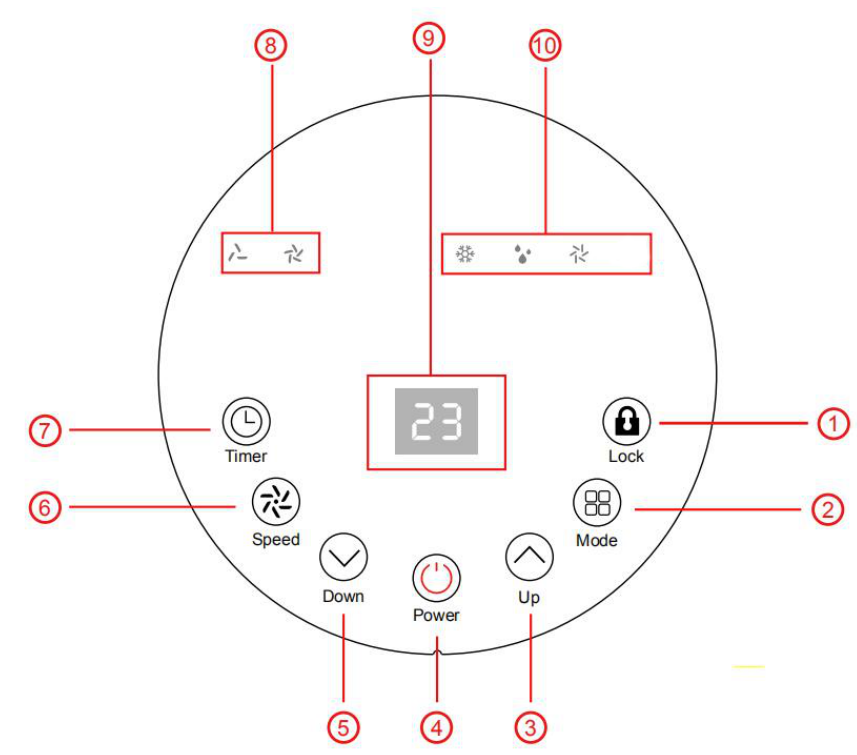 ⑧ ⑨ ⑩
23
⑦ Timer
Lock ①
⑥ Speed
Mode ②
Down
Power
Up
⑤ ④ ③